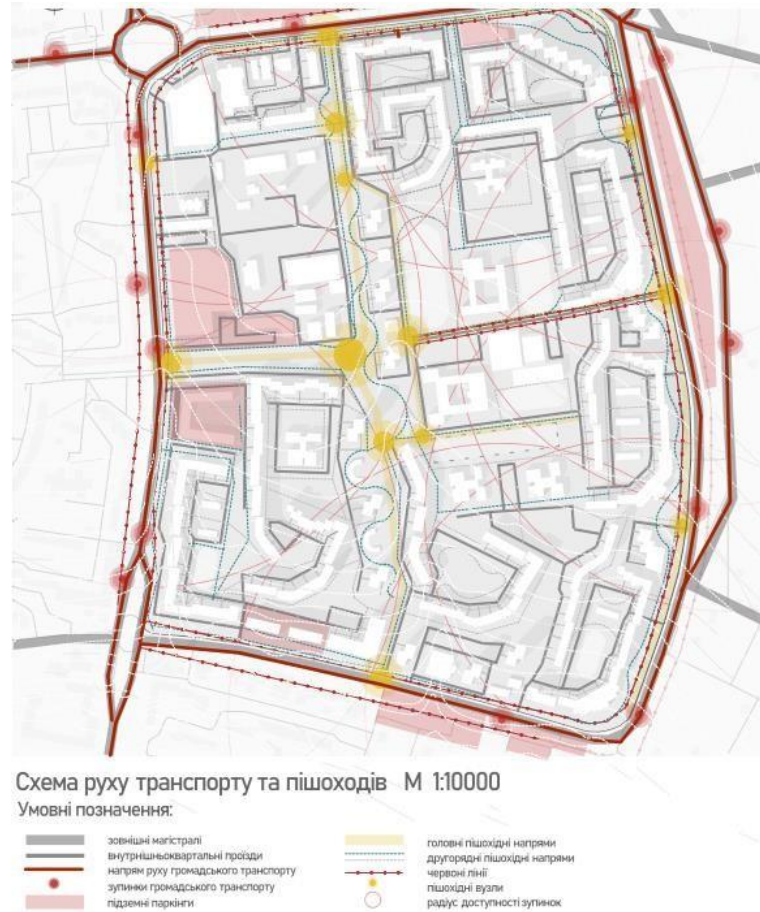 Схема руху транспорту та пішоходів М 1:10000
Умовні позначення:
зовнішні магістралі
внутрнішньоквартальні проїзди
напрям руху громадського транспорту
зупинки громадського транспорту
підземні паркінги
головні пішохідні напрями
другорядні пішохідні напрями
червоні лінії
пішохідні вузли
радіус доступності зупинок